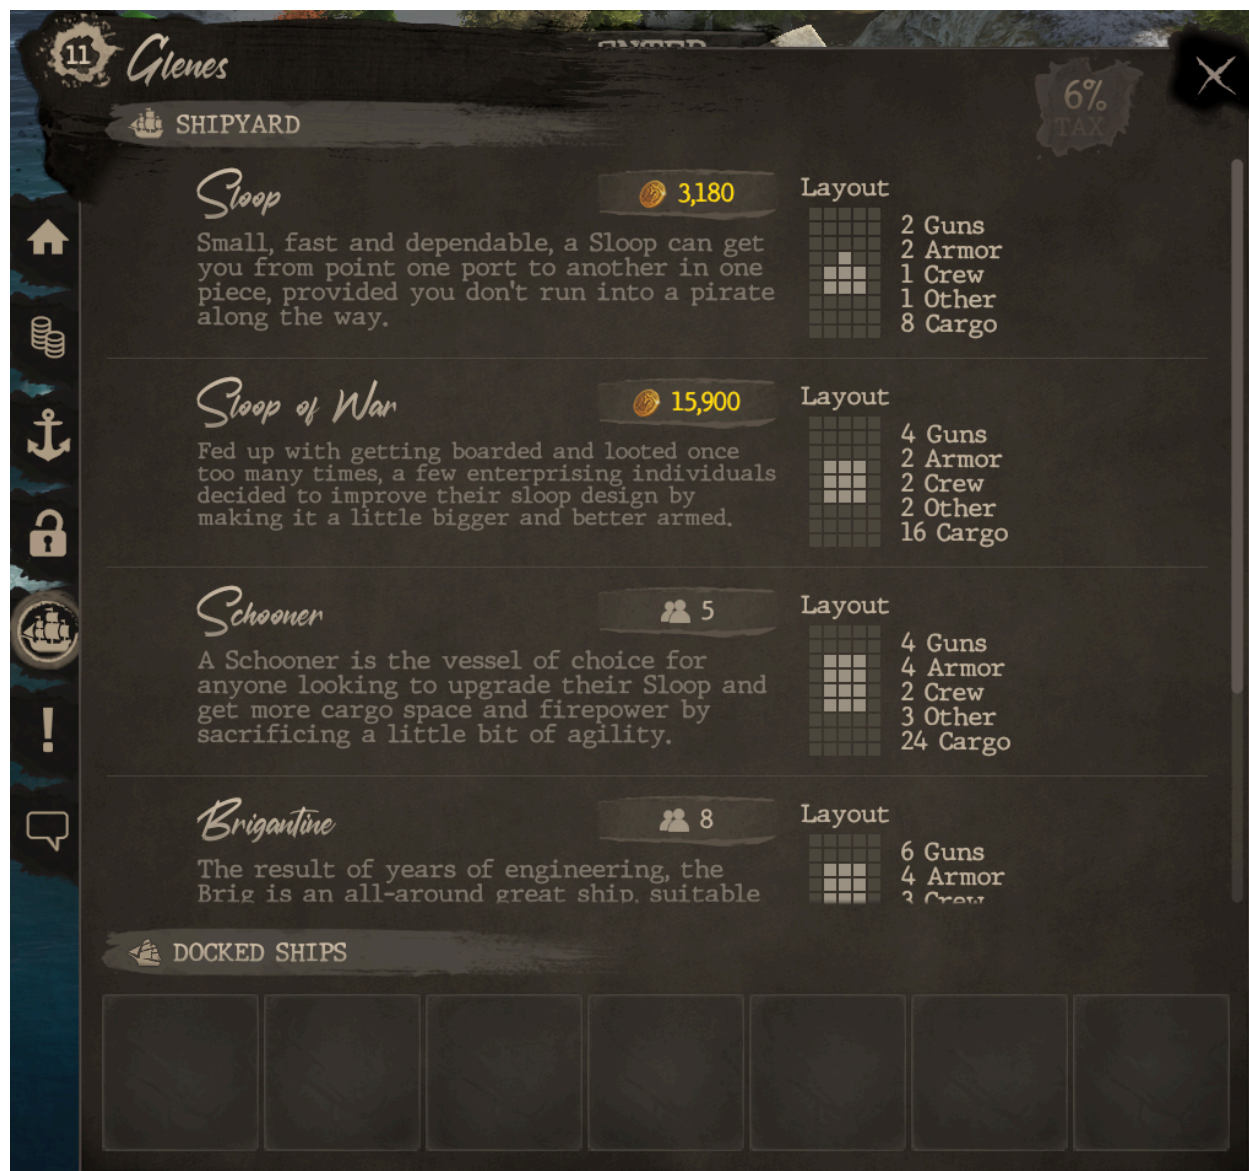 ENTER
11
Glenes
6%
TAX
SHIPYARD
Sloop
3,180
Small, fast and dependable, a Sloop can get
you from point one port to another in one
piece, provided you don't run into a pirate
along the way.
Layout
2 Guns
2 Armor
1 Crew
1 Other
8 Cargo
Sloop of War
15,900
Fed up with getting boarded and looted once
too many times, a few enterprising individuals
decided to improve their sloop design by
making it a little bigger and better armed.
Layout
4 Guns
2 Armor
2 Crew
2 Other
16 Cargo
Schooner
5
A Schooner is the vessel of choice for
anyone looking to upgrade their Sloop and
get more cargo space and firepower by
sacrificing a little bit of agility.
Layout
4 Guns
4 Armor
2 Crew
3 Other
24 Cargo
Brigantine
8
The result of years of engineering, the
Brig is an all-around great ship, suitable
Layout
6 Guns
4 Armor
3 Crew
DOCKED SHIPS